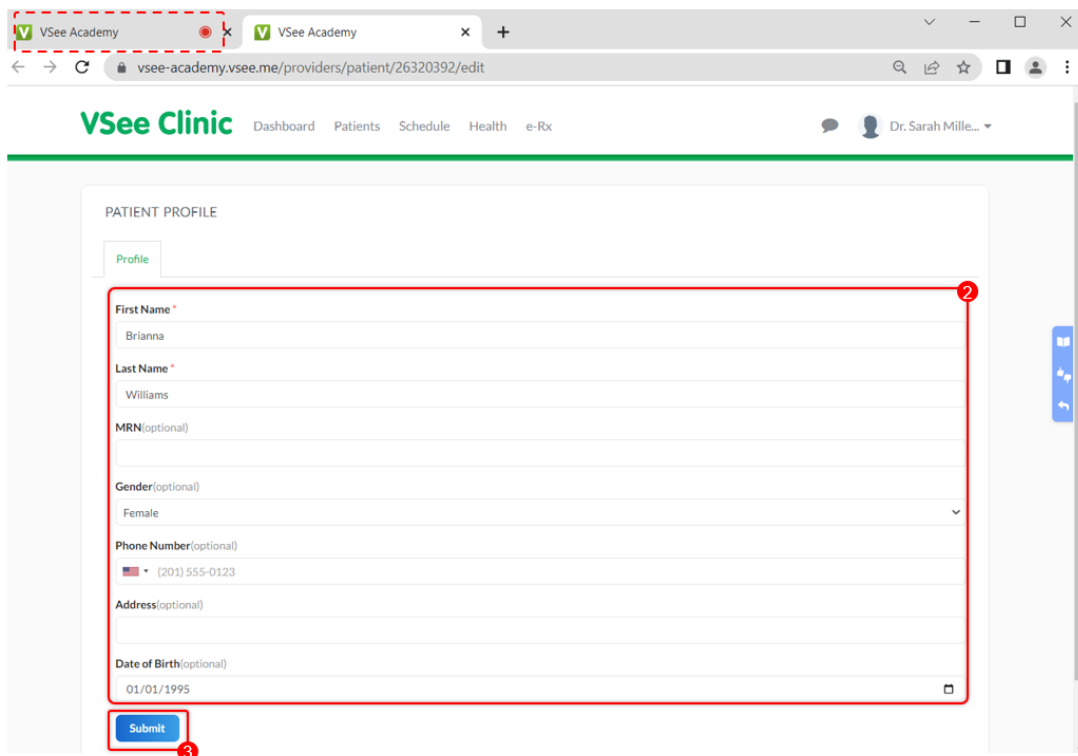 VSee Academy
VSee Academy
vsee-academy.vsee.me/providers/patient/26320392/edit
VSee Clinic Dashboard Patients Schedule Health e-Rx Dr. Sarah Mille...
PATIENT PROFILE
Profile
2
First Name *
Brianna
Last Name *
Williams
MRN(optional)
Gender(optional)
Female
Phone Number(optional)
(201) 555-0123
Address(optional)
Date of Birth(optional)
01/01/1995
Submit
3